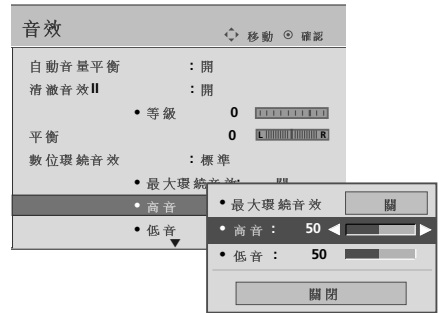 音效 移動 ⊙ 確認
自動音量平衡 : 開
清澈音效II : 開
• 等級 0
平衡 0 L R
數位環繞音效 : 標準
• 最大環繞音效: 關
• 高音
• 低音
• 最大環繞音效 關
• 高音 : 50
• 低音 : 50
關閉